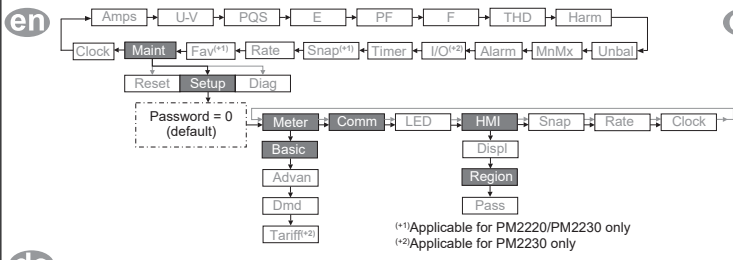 en
Amps U-V PQS E PF F THD Harm
Clock Maint Fav(+1) Rate Snap(+1) Timer I/O(+2) Alarm MnMx Unbal
Reset Setup Diag
Password = 0
(default)
Meter Comm LED HMI Snap Rate Clock
Basic Displ
Advan Region
Dmd Pass
Tariff(+2)
(+1)Applicable for PM2220/PM2230 only
(+2)Applicable for PM2230 only